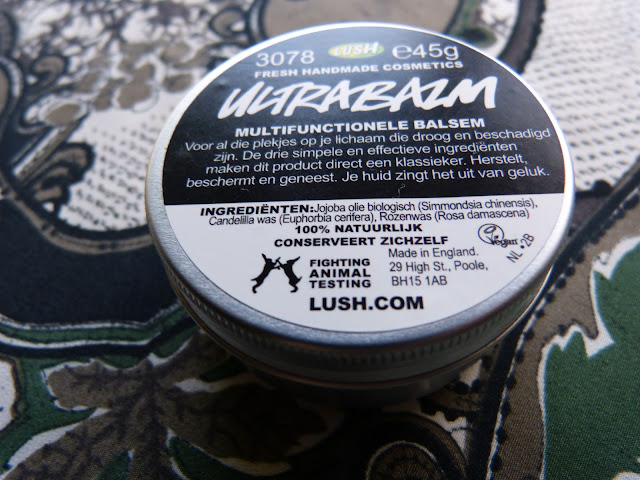 3078 LUSH ℮45g
FRESH HANDMADE COSMETICS
ULTRABALM
MULTIFUNCTIONELE BALSEM
Voor al die plekjes op je lichaam die droog en beschadigd
zijn. De drie simpele en effectieve ingrediënten
maken dit product direct een klassieker. Herstelt,
beschermt en geneest. Je huid zingt het uit van geluk.
INGREDIËNTEN:Jojoba olie biologisch (Simmondsia chinensis),
Candelilla was (Euphorbia cerifera), Rozenwas (Rosa damascena)
100% NATUURLIJK
CONSERVEERT ZICHZELF
Vegan
NL•2B
FIGHTING
ANIMAL
TESTING
Made in England.
29 High St., Poole,
BH15 1AB
LUSH.COM